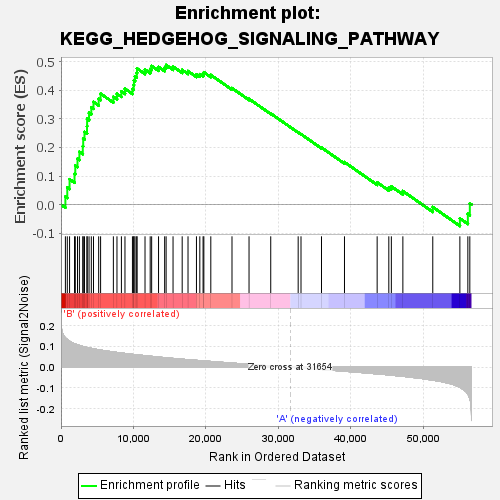 Enrichment plot:
KEGG_HEDGEHOG_SIGNALING_PATHWAY
Enrichment score (ES)
0.5
0.4
0.3
0.2
0.1
0.0
-0.1
'B' (positively correlated)
Ranked list metric (Signal2Noise)
0.2
0.1
0.0
-0.1
-0.2
Zero cross at 31654
'A' (negatively correlated)
0 10,000 20,000 30,000 40,000 50,000
Rank in Ordered Dataset
Enrichment profile Hits Ranking metric scores